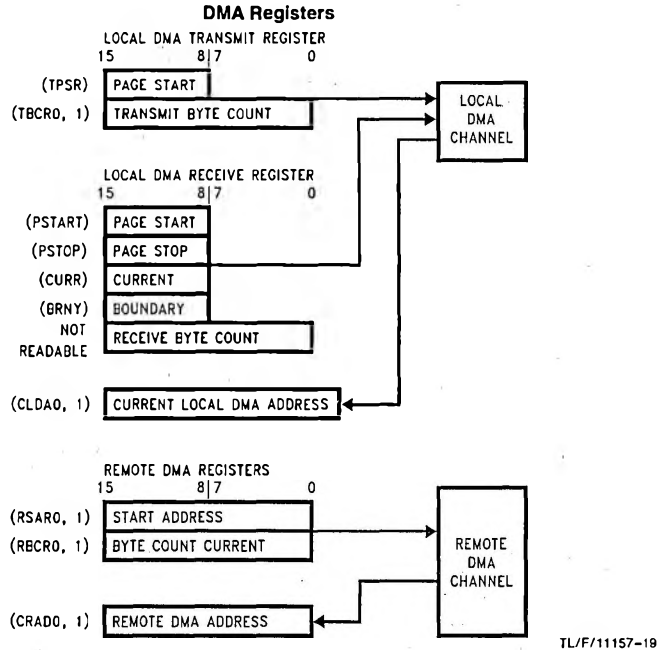 DMA Registers
LOCAL DMA TRANSMIT REGISTER
15 8|7 0
(TPSR) PAGE START
(TBCR0, 1) TRANSMIT BYTE COUNT
LOCAL DMA CHANNEL
LOCAL DMA RECEIVE REGISTER
15 8|7 0
(PSTART) PAGE START
(PSTOP) PAGE STOP
(CURR) CURRENT
(BRNY) BOUNDARY
NOT READABLE RECEIVE BYTE COUNT
(CLDA0, 1) CURRENT LOCAL DMA ADDRESS
REMOTE DMA REGISTERS
15 8|7 0
(RSAR0, 1) START ADDRESS
(RBCR0, 1) BYTE COUNT CURRENT
REMOTE DMA CHANNEL
(CRAD0, 1) REMOTE DMA ADDRESS
TL/F/11157-19